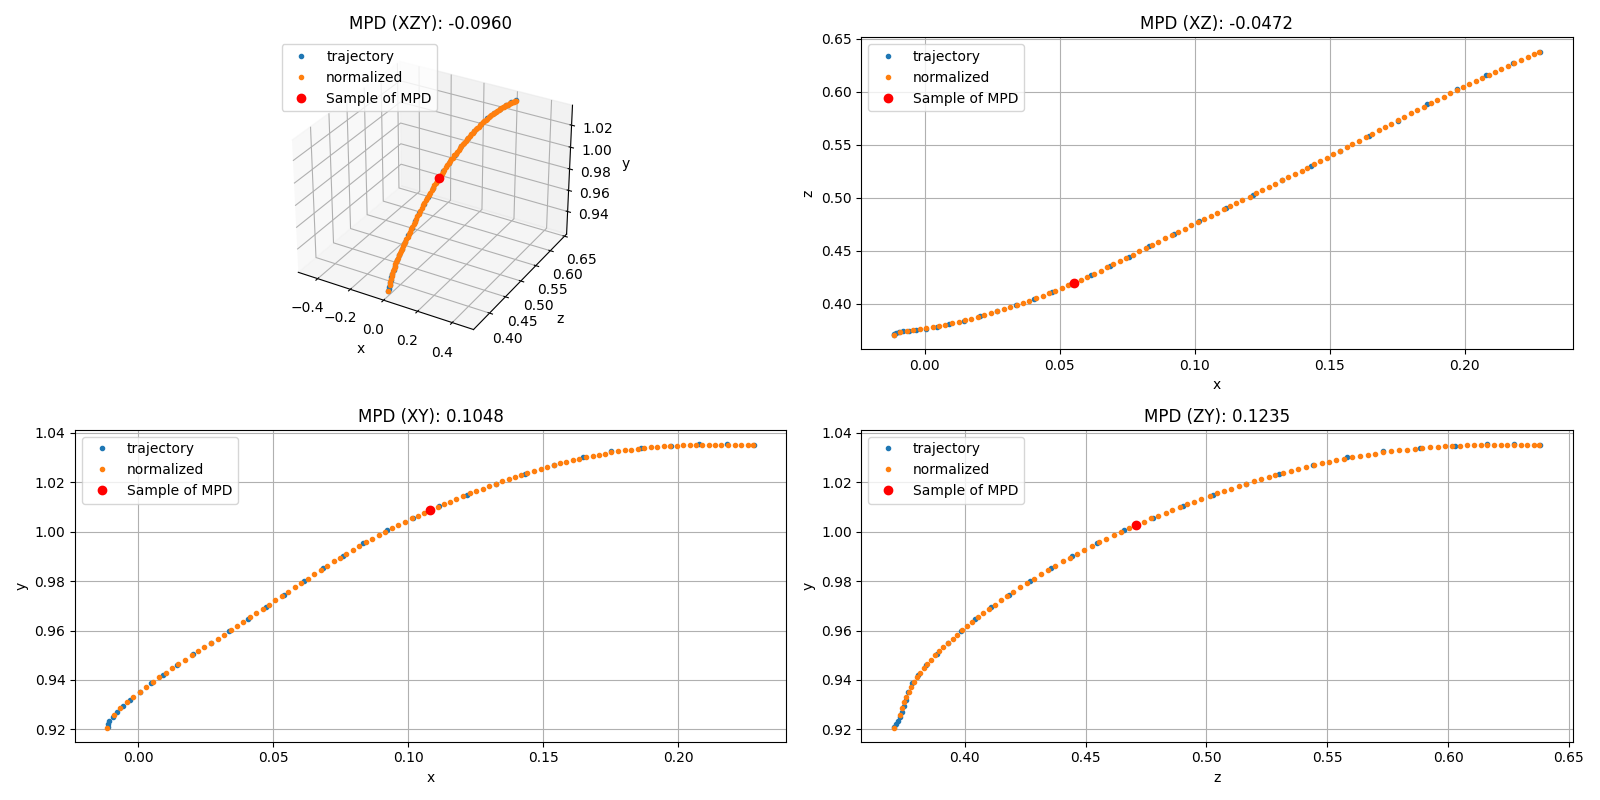 MPD (XZY): -0.0960
trajectory
normalized
Sample of MPD
1.02
1.00
0.98
0.96
0.94
y
0.65
0.60
0.55
0.50
0.45
0.40
z
−0.4
−0.2
0.0
0.2
0.4
x
MPD (XZ): -0.0472
trajectory
normalized
Sample of MPD
0.65
0.60
0.55
0.50
0.45
0.40
z
0.00 0.05 0.10 0.15 0.20
x
MPD (XY): 0.1048
trajectory
normalized
Sample of MPD
1.04
1.02
1.00
0.98
0.96
0.94
0.92
y
0.00 0.05 0.10 0.15 0.20
x
MPD (ZY): 0.1235
trajectory
normalized
Sample of MPD
1.04
1.02
1.00
0.98
0.96
0.94
0.92
y
0.40 0.45 0.50 0.55 0.60 0.65
z